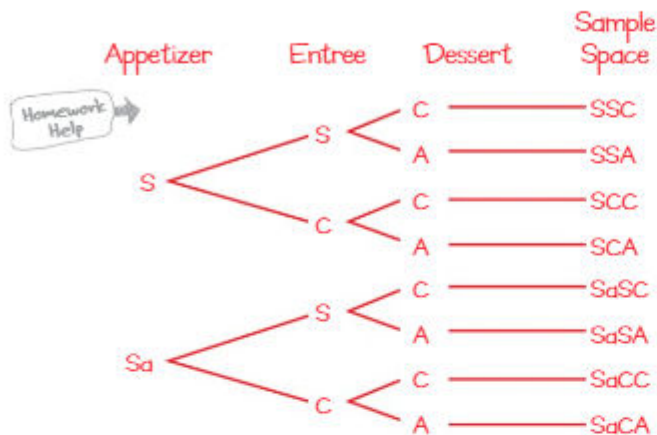 Sample
Appetizer Entree Dessert Space
Homework
Help
C SSC
S
A SSA
S
C SCC
C
A SCA
C SaSC
S
A SaSA
Sa
C SaCC
C
A SaCA